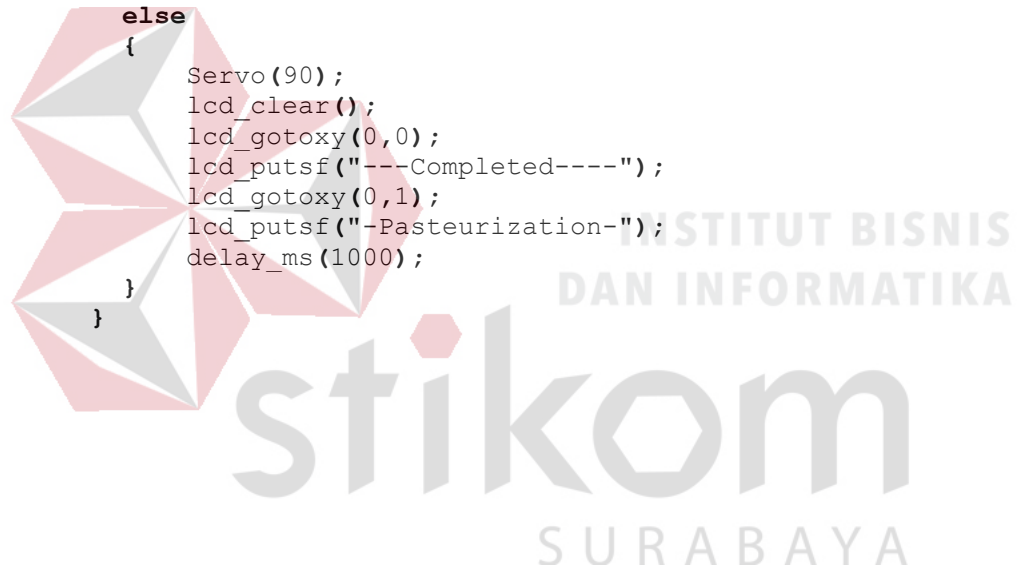 else
{
Servo(90);
lcd_clear();
lcd_gotoxy(0,0);
lcd_putsf("---Completed----");
lcd_gotoxy(0,1);
lcd_putsf("-Pasteurization-");
delay_ms(1000);
}
}
INSTITUT BISNIS
DAN INFORMATIKA
stikom
SURABAYA